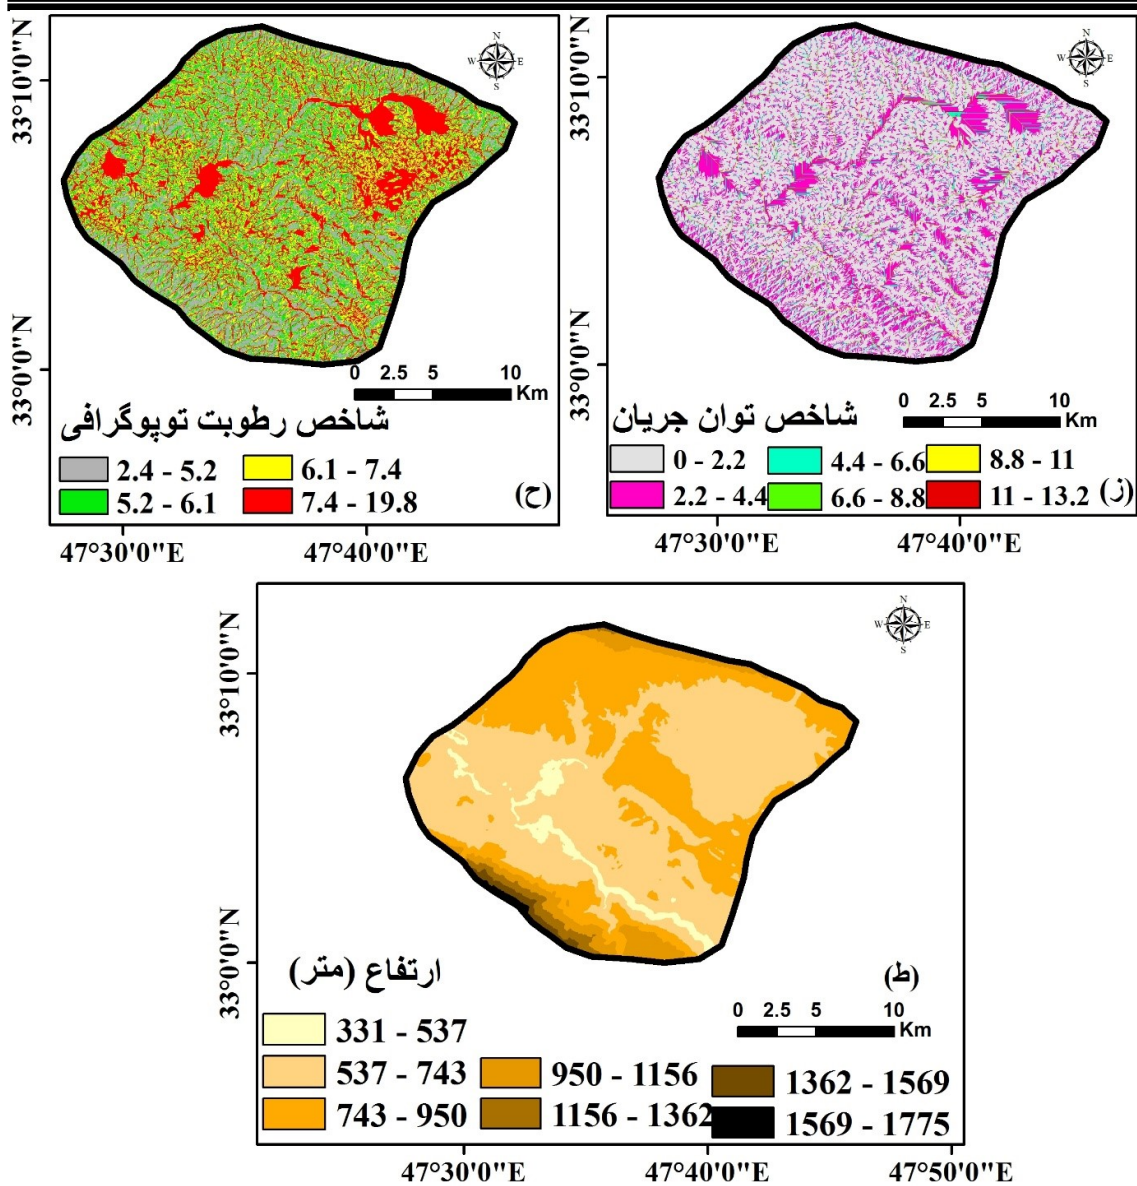 33°10'0"N
33°0'0"N
N
W E
S
0 2.5 5 10
Km
شاخص رطوبت توپوگرافی
2.4 - 5.2
6.1 - 7.4
5.2 - 6.1
7.4 - 19.8
(ح)
47°30'0"E
47°40'0"E
33°10'0"N
33°0'0"N
N
W E
S
0 2.5 5 10
Km
شاخص توان جریان
0 - 2.2
4.4 - 6.6
8.8 - 11
2.2 - 4.4
6.6 - 8.8
11 - 13.2
(ز)
47°30'0"E
47°40'0"E
33°10'0"N
33°0'0"N
N
W E
S
ارتفاع (متر)
(ط)
0 2.5 5 10
Km
331 - 537
537 - 743
950 - 1156
1362 - 1569
743 - 950
1156 - 1362
1569 - 1775
47°30'0"E
47°40'0"E
47°50'0"E